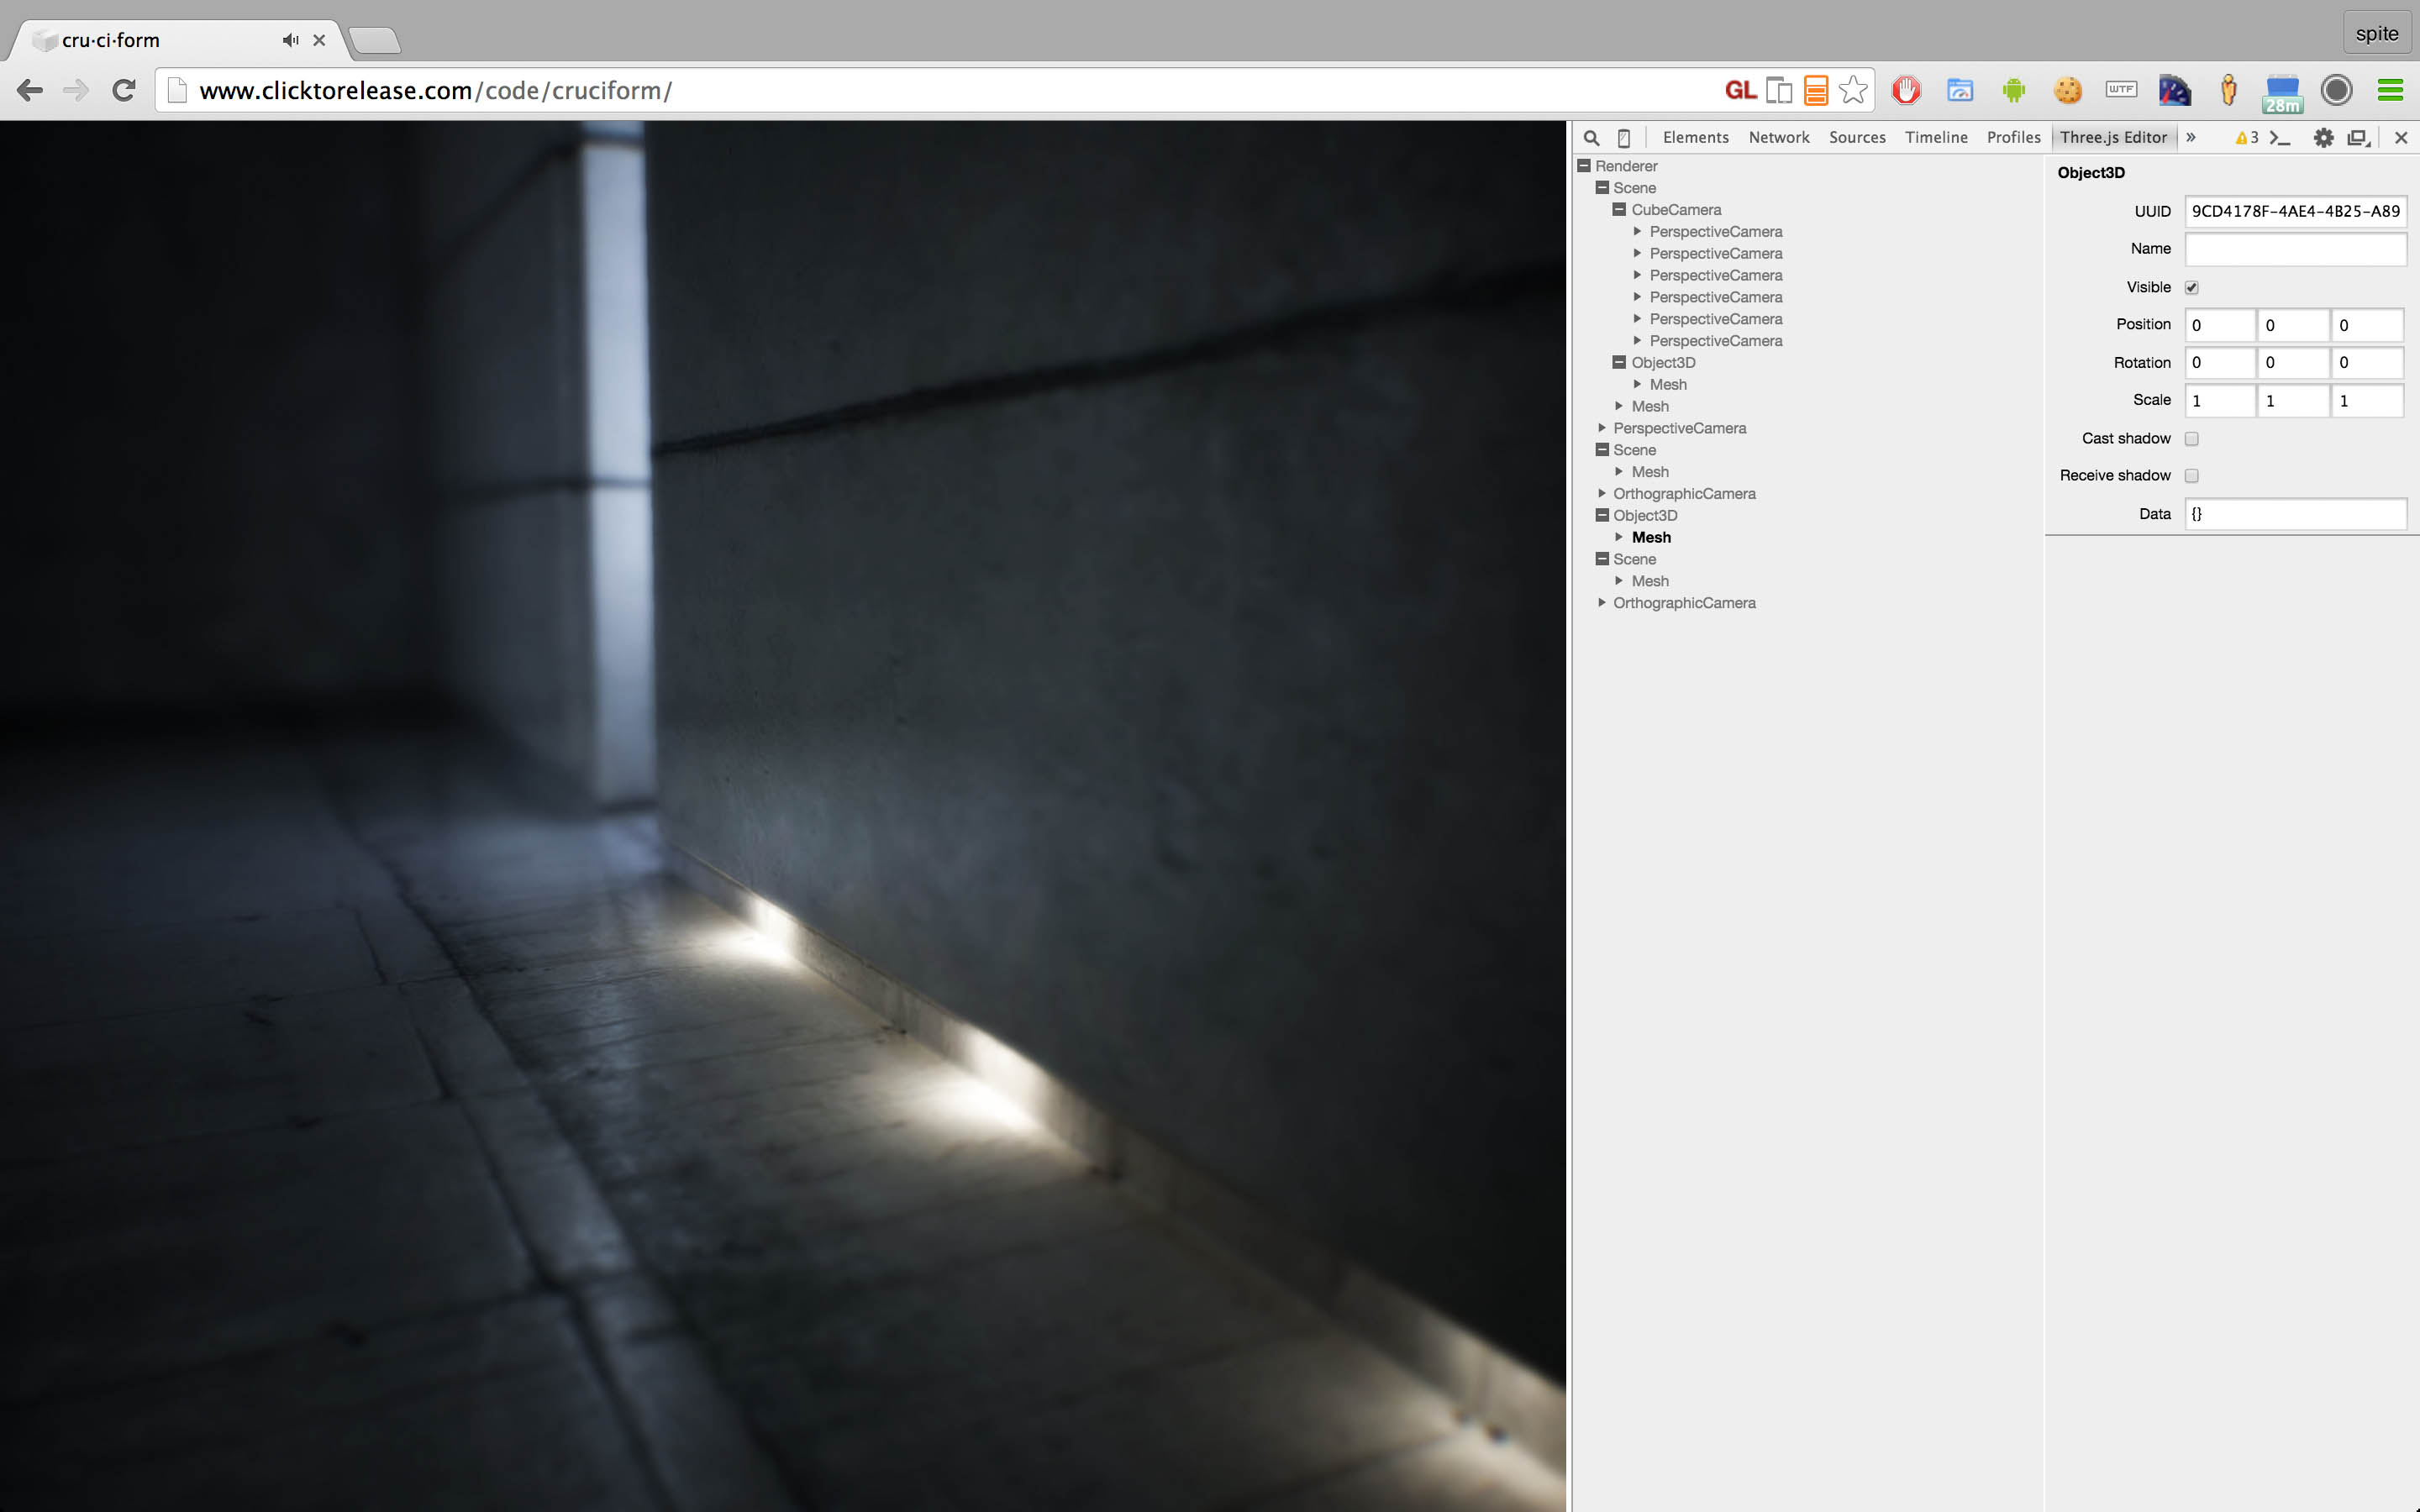 cru·ci·form
spite
www.clicktorelease.com/code/cruciform/
GL
WTF
28m
Elements Network Sources Timeline Profiles Three.js Editor » 3
Renderer
Scene
CubeCamera
PerspectiveCamera
PerspectiveCamera
PerspectiveCamera
PerspectiveCamera
PerspectiveCamera
PerspectiveCamera
Object3D
Mesh
Mesh
PerspectiveCamera
Scene
Mesh
OrthographicCamera
Object3D
Mesh
Scene
Mesh
OrthographicCamera
Object3D
UUID 9CD4178F-4AE4-4B25-A89
Name
Visible
Position 0 0 0
Rotation 0 0 0
Scale 1 1 1
Cast shadow
Receive shadow
Data {}